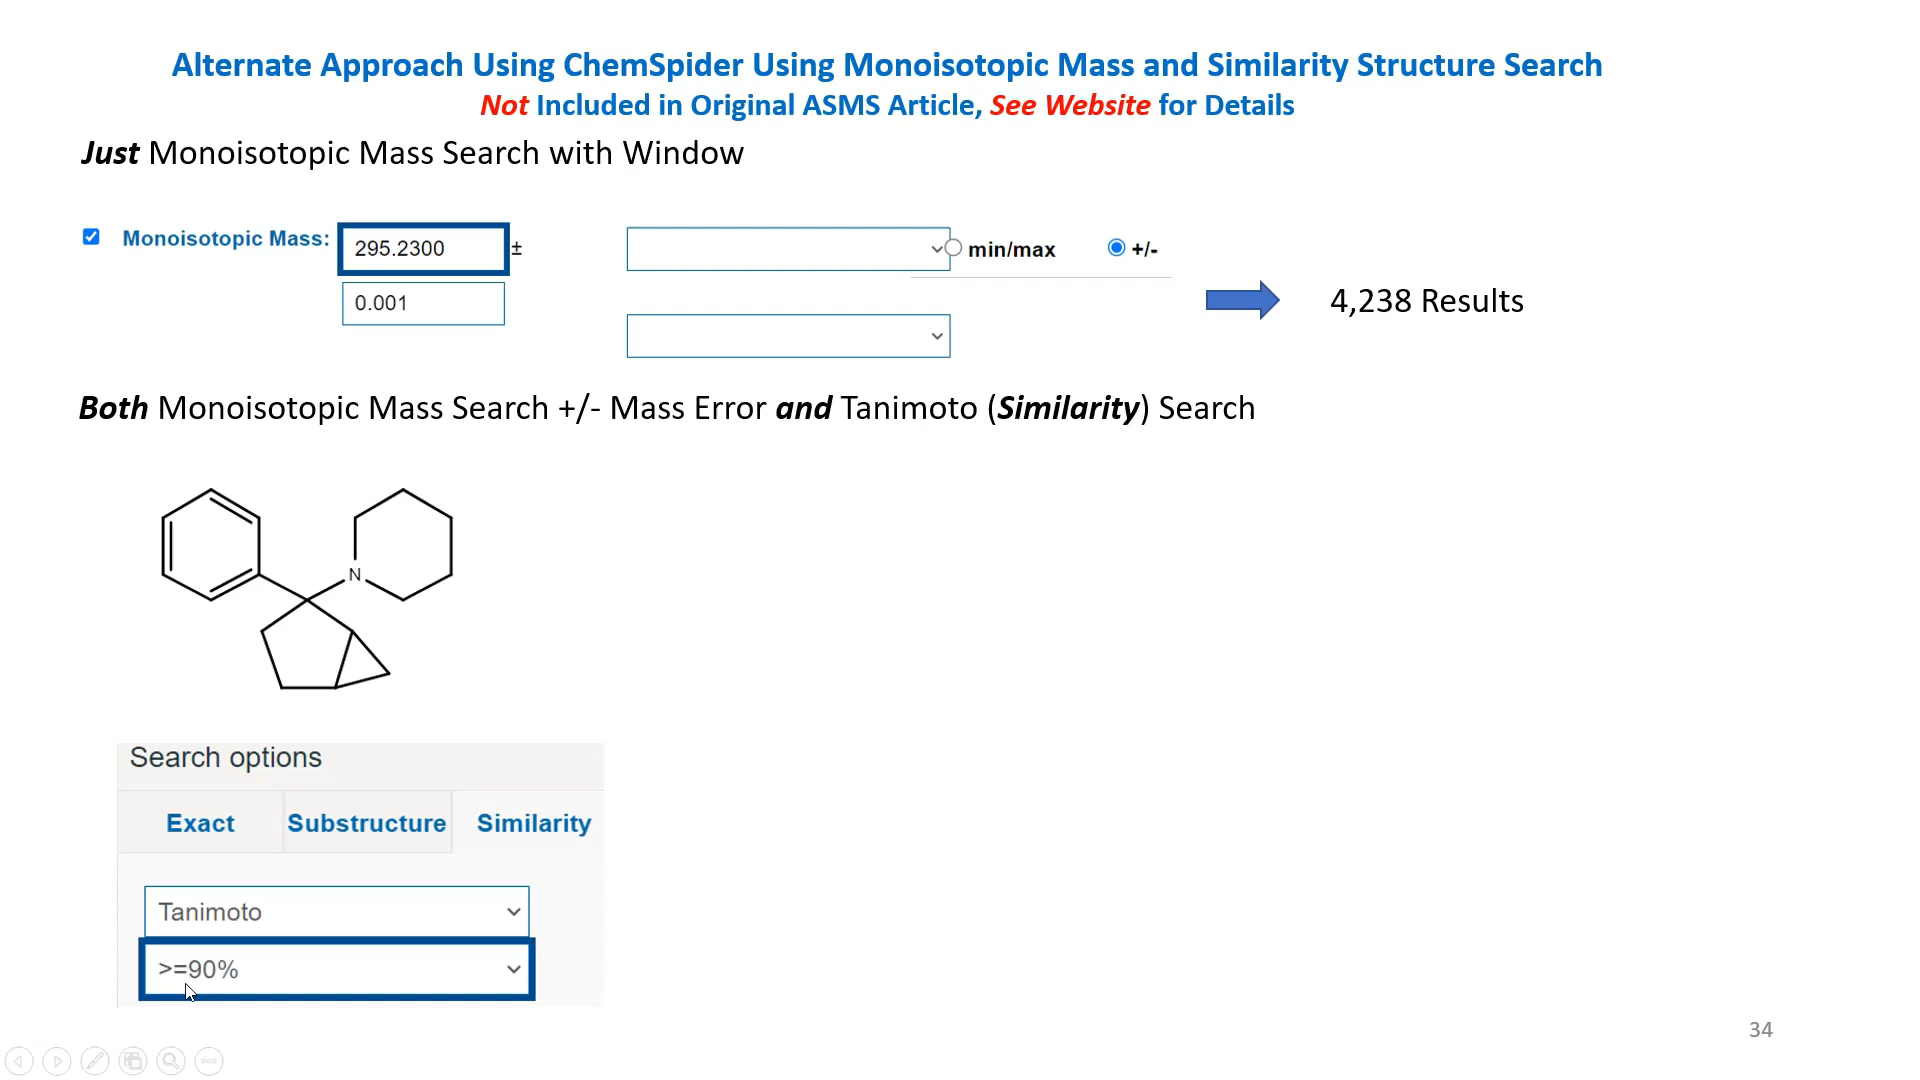 Alternate Approach Using ChemSpider Using Monoisotopic Mass and Similarity Structure Search
Not Included in Original ASMS Article, See Website for Details
Just Monoisotopic Mass Search with Window
Monoisotopic Mass: 295.2300 ± min/max +/-
0.001
4,238 Results
Both Monoisotopic Mass Search +/- Mass Error and Tanimoto (Similarity) Search
N
Search options
Exact Substructure Similarity
Tanimoto
>=90%
34